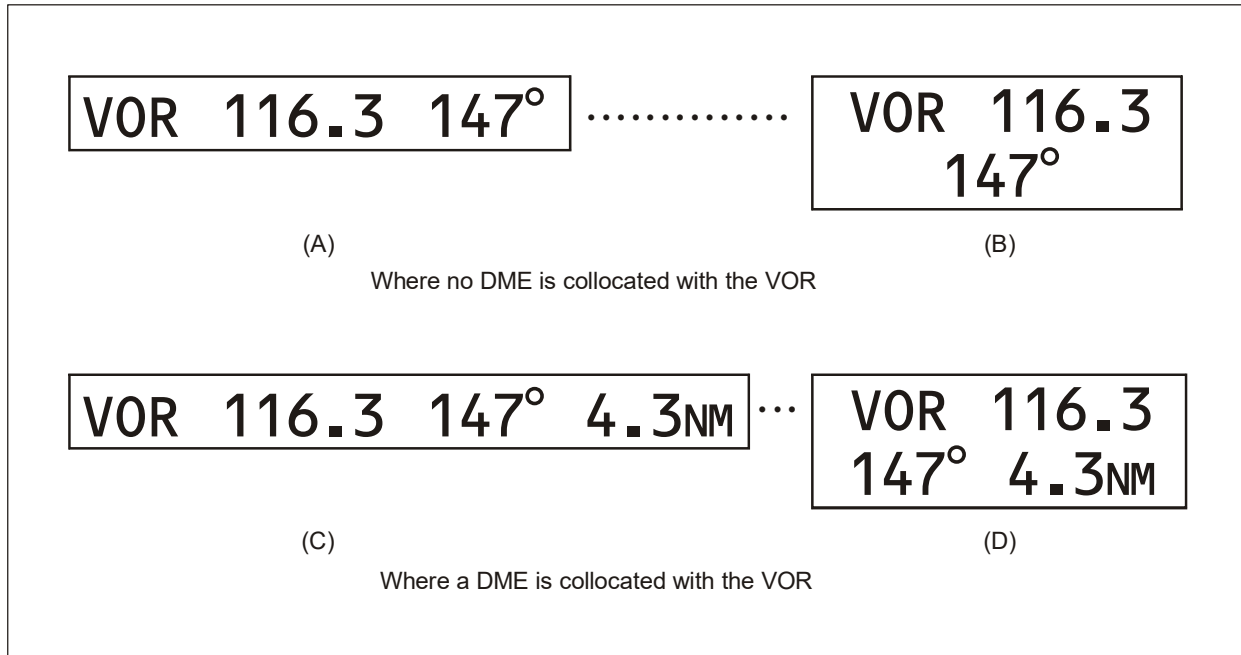 VOR 116.3 147°
VOR 116.3
147°
(A)
(B)
Where no DME is collocated with the VOR
VOR 116.3 147° 4.3NM
VOR 116.3
147° 4.3NM
(C)
(D)
Where a DME is collocated with the VOR